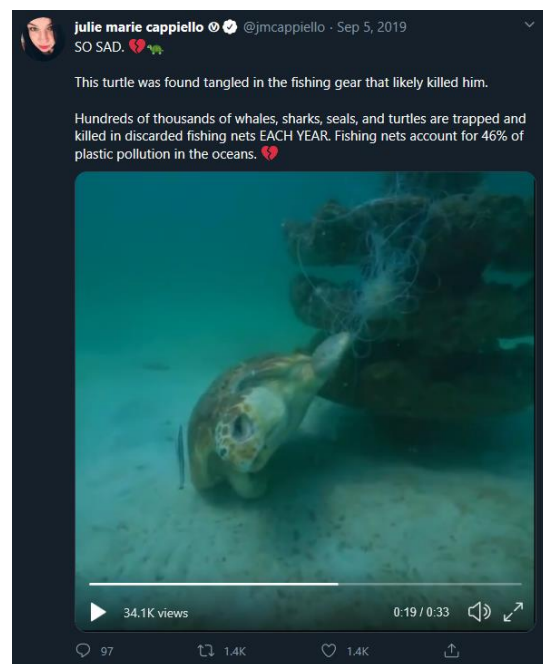 julie marie cappiello Ⓥ @jmcappiello · Sep 5, 2019
SO SAD. 💔🐢
This turtle was found tangled in the fishing gear that likely killed him.
Hundreds of thousands of whales, sharks, seals, and turtles are trapped and
killed in discarded fishing nets EACH YEAR. Fishing nets account for 46% of
plastic pollution in the oceans. 💔
34.1K views 0:19 / 0:33
97 1.4K 1.4K